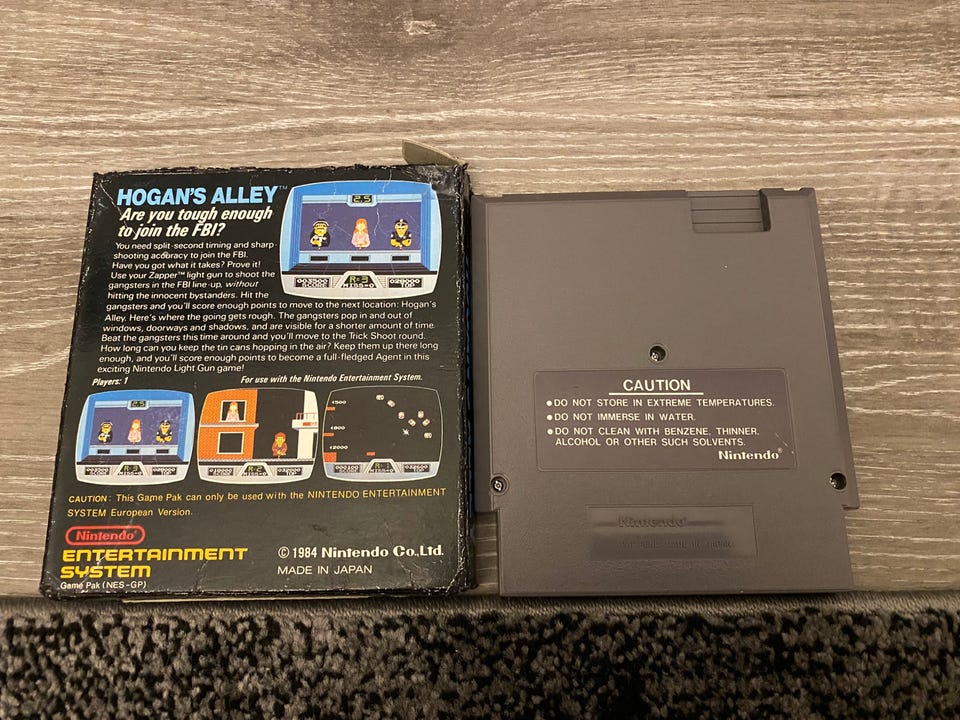 HOGAN'S ALLEY™
Are you tough enough
to join the FBI?
You need split-second timing and sharp-
shooting accuracy to join the FBI.
Have you got what it takes? Prove it!
Use your Zapper™ light gun to shoot the
gangsters in the FBI line-up, without
hitting the innocent bystanders. Hit the
gangsters and you'll score enough points to move to the next location: Hogan's
Alley. Here's where the going gets rough. The gangsters pop in and out of
windows, doorways and shadows, and are visible for a shorter amount of time.
Beat the gangsters this time around and you'll move to the Trick Shoot round.
How long can you keep the tin cans hopping in the air? Keep them up there long
enough, and you'll score enough points to become a full-fledged Agent in this
exciting Nintendo Light Gun game!
Players: 1
For use with the Nintendo Entertainment System.
2.5
R=3
MISS=0
SCORE
CAUTION: This Game Pak can only be used with the NINTENDO ENTERTAINMENT
SYSTEM European Version.
Nintendo®
ENTERTAINMENT
SYSTEM
Game Pak (NES-GP)
© 1984 Nintendo Co., Ltd.
MADE IN JAPAN
CAUTION
● DO NOT STORE IN EXTREME TEMPERATURES.
● DO NOT IMMERSE IN WATER.
● DO NOT CLEAN WITH BENZENE, THINNER,
ALCOHOL OR OTHER SUCH SOLVENTS.
Nintendo®
Nintendo®